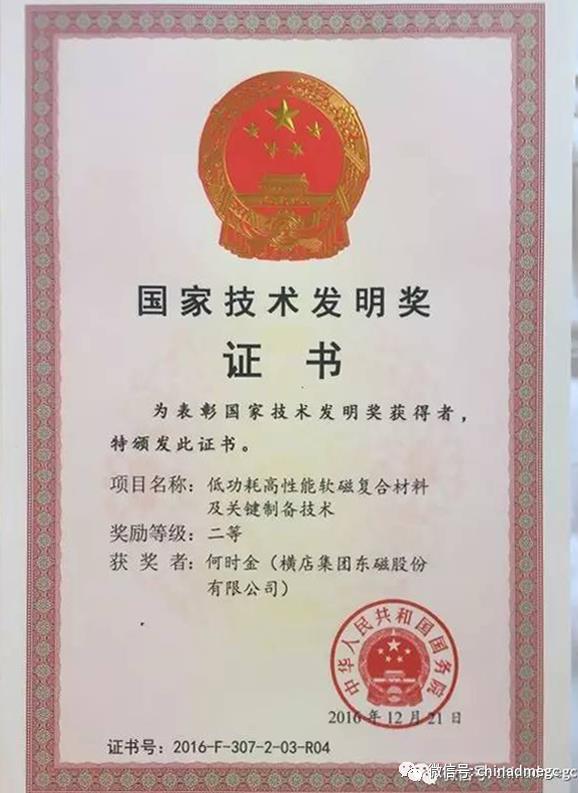 国家技术发明奖
证书
为表彰国家技术发明奖获得者，
特颁发此证书。
项目名称：低功耗高性能软磁复合材料
及关键制备技术
奖励等级：二等
获奖者：何时金（横店集团东磁股份
有限公司）
中华人民共和国国务院
2016年12月21日
证书号：2016-F-307-2-03-R04
微信号: chinadmegc